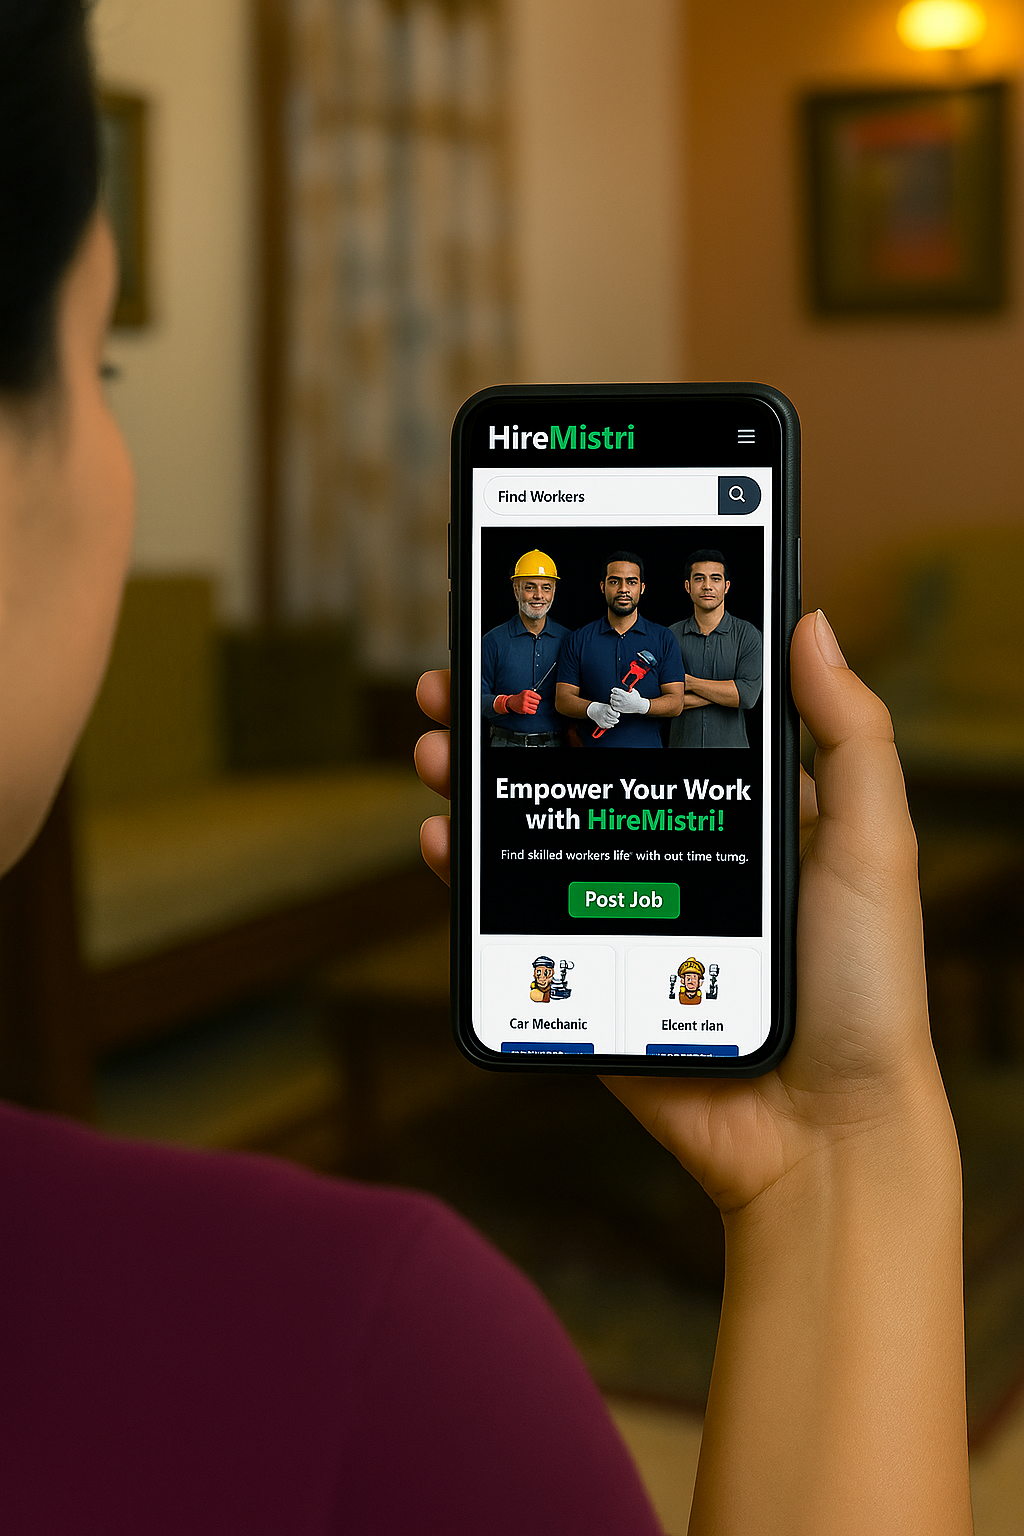 HireMistri
Find Workers
Empower Your Work
with HireMistri!
Find skilled workers life' with out time tumg.
Post Job
Car Mechanic
Elcent rlan